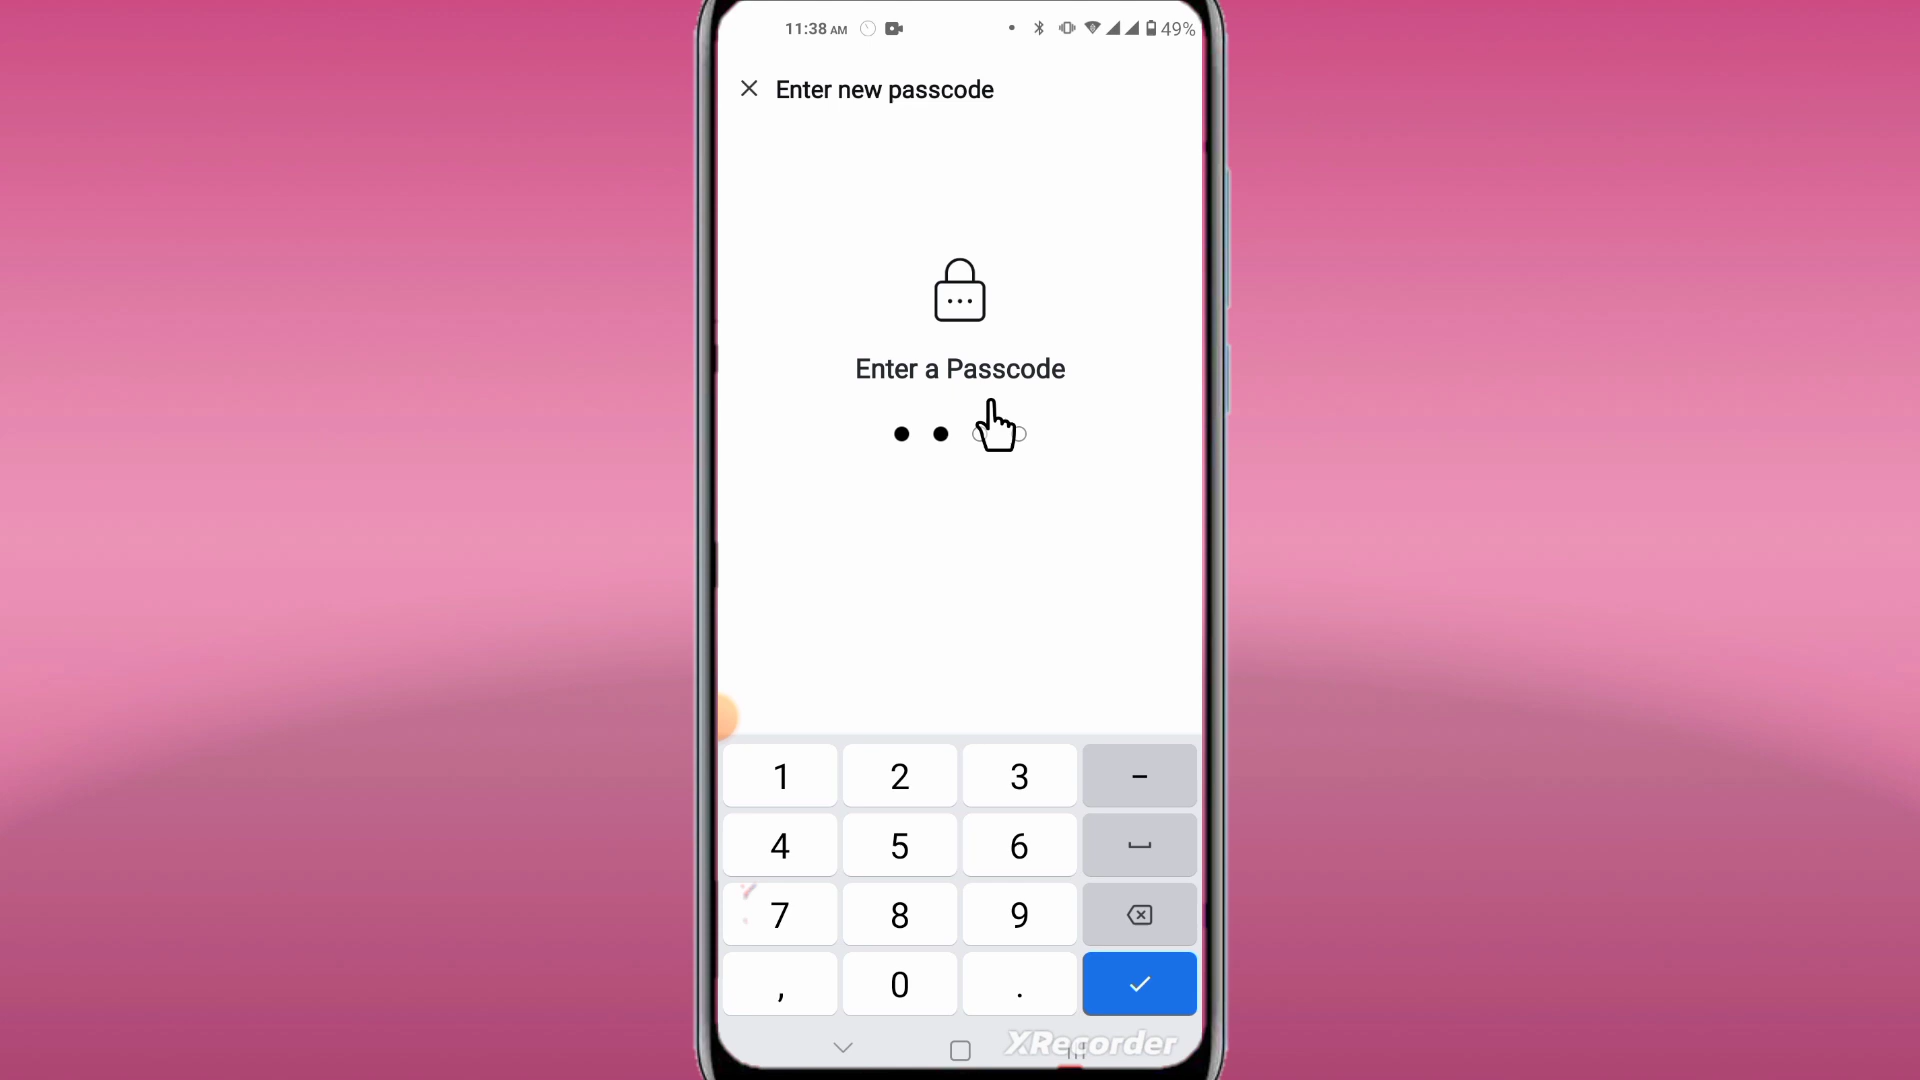 11:38 AM 49%
Enter new passcode
Enter a Passcode
1 2 3 –
4 5 6
7 8 9
, 0 .
XRecorder